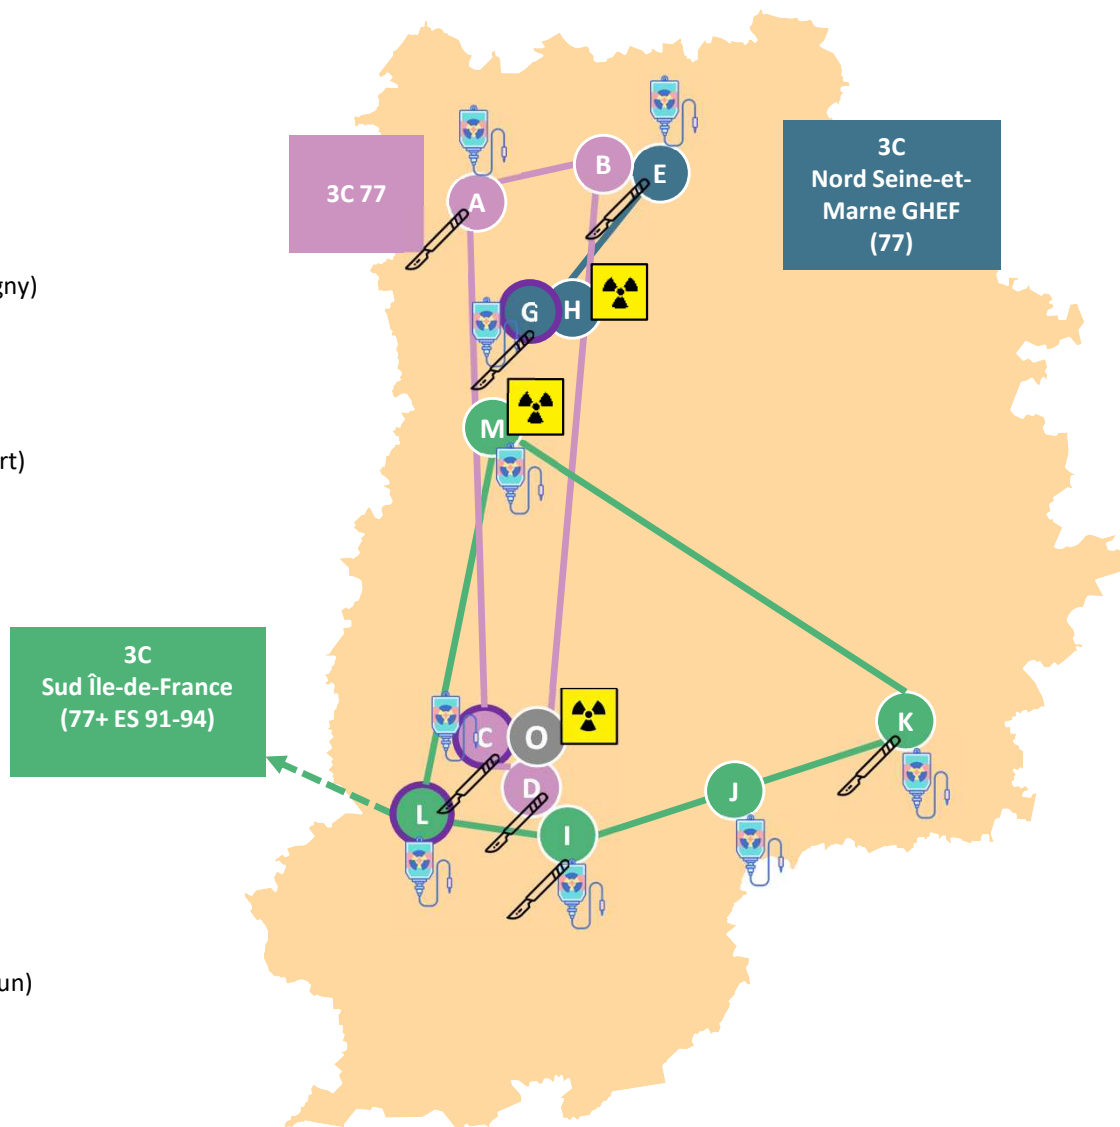 3C 77
3C
Nord Seine-et-
Marne GHEF
(77)
B
E
A
gny)
G
H
M
rt)
3C
Sud Île-de-France
(77+ ES 91-94)
K
C
O
D
J
L
I
un)